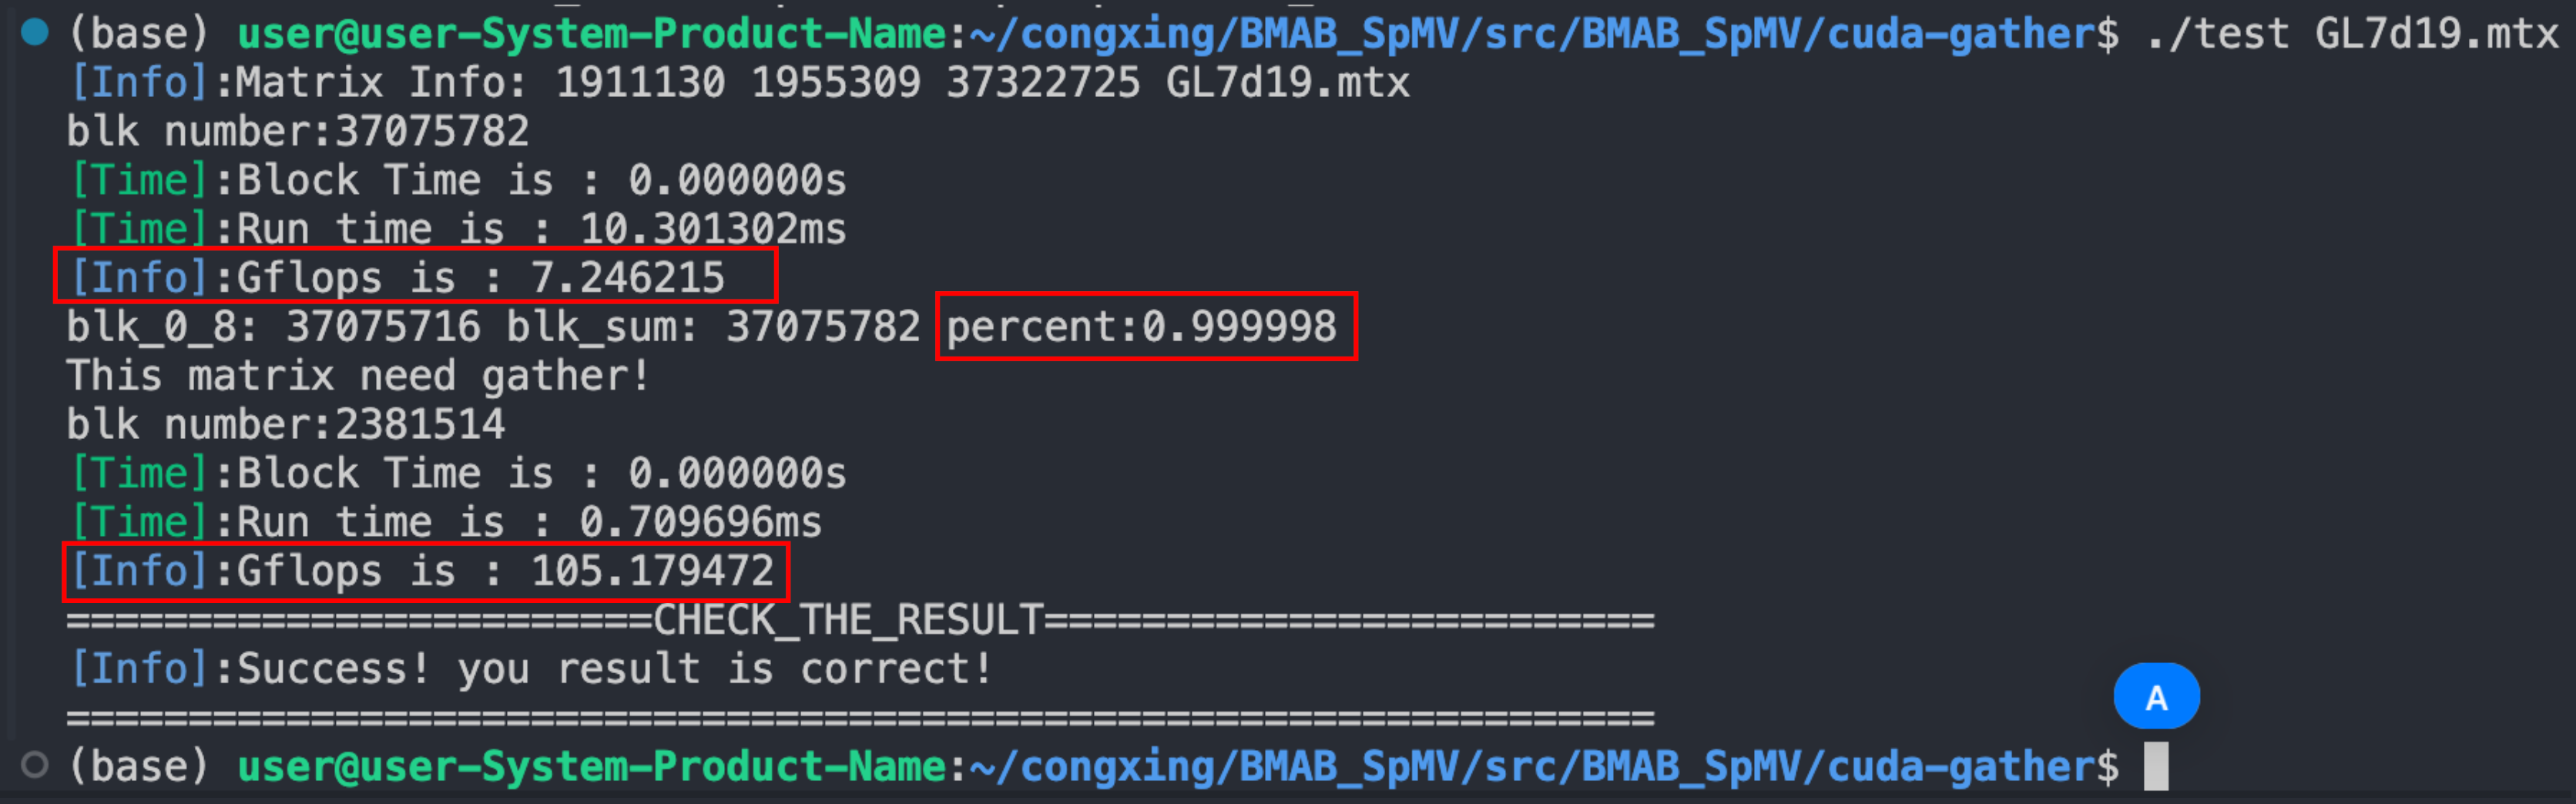 (base) user@user-System-Product-Name:~/congxing/BMAB_SpMV/src/BMAB_SpMV/cuda-gather$ ./test GL7d19.mtx
[Info]:Matrix Info: 1911130 1955309 37322725 GL7d19.mtx
blk number:37075782
[Time]:Block Time is : 0.000000s
[Time]:Run time is : 10.301302ms
[Info]:Gflops is : 7.246215
blk_0_8: 37075716 blk_sum: 37075782 percent:0.999998
This matrix need gather!
blk number:2381514
[Time]:Block Time is : 0.000000s
[Time]:Run time is : 0.709696ms
[Info]:Gflops is : 105.179472
========================CHECK_THE_RESULT=========================
[Info]:Success! you result is correct!
=================================================================
A
(base) user@user-System-Product-Name:~/congxing/BMAB_SpMV/src/BMAB_SpMV/cuda-gather$